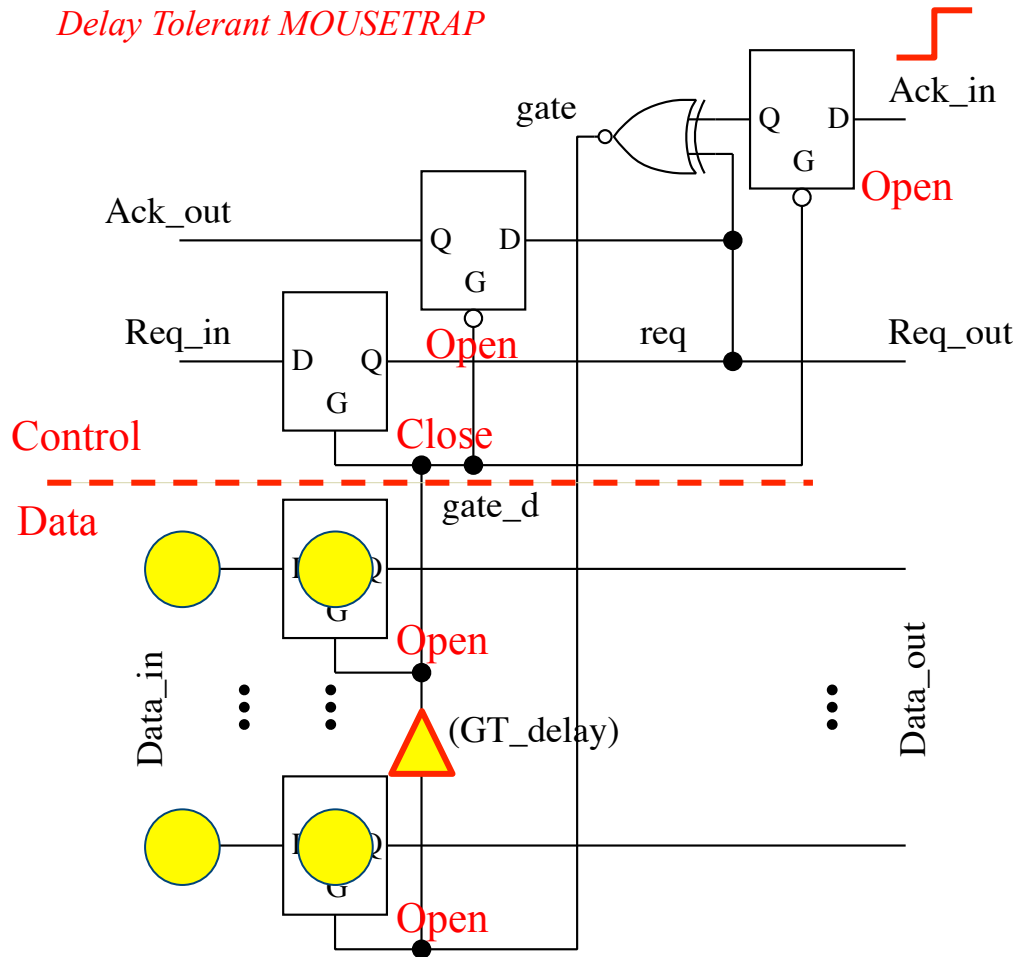 Delay Tolerant MOUSETRAP
Ack_in
gate
Q D
G
Open
Ack_out
Q D
G
Open
Req_in
D Q
G
req
Req_out
Control
Close
gate_d
Data
Q
G
Open
Data_in
Data_out
(GT_delay)
Q
G
Open